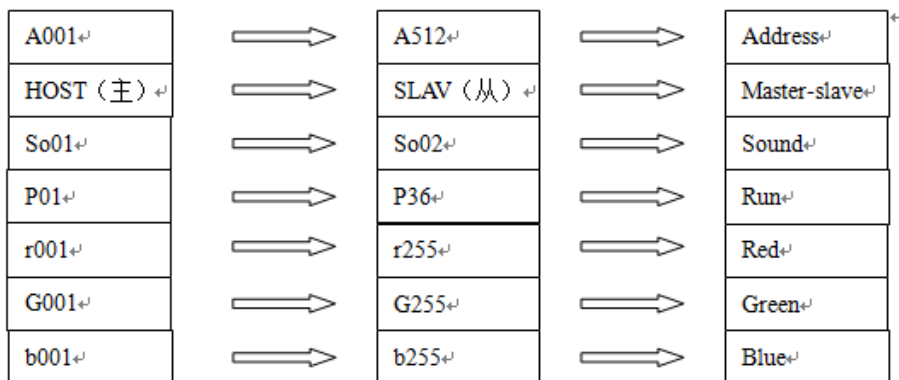 A001 A512 Address
HOST（主） SLAV（从） Master-slave
So01 So02 Sound
P01 P36 Run
r001 r255 Red
G001 G255 Green
b001 b255 Blue